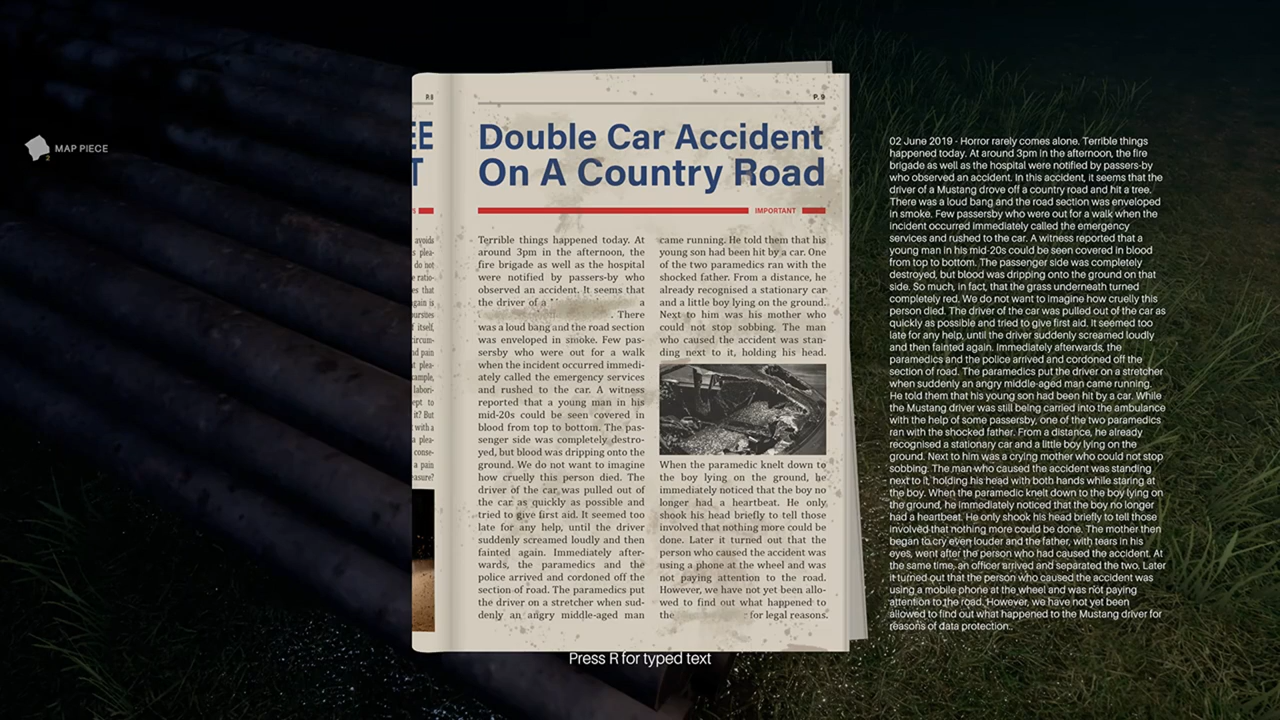 MAP PIECE
2
P.8
EE
T
S
avoids
plea-
do not
ratio-
es that
again is
pursues
f itself,
circum-
nd pain
t plea-
xample,
labori-
ept to
it? But
with a
a plea-
conse-
a pain
easure?
P. 9
Double Car Accident
On A Country Road
IMPORTANT
Terrible things happened today. At
around 3pm in the afternoon, the
fire brigade as well as the hospital
were notified by passers-by who
observed an accident. It seems that
the driver of a a
. There
was a loud bang and the road section
was enveloped in smoke. Few pas-
sersby who were out for a walk
when the incident occurred immedi-
ately called the emergency services
and rushed to the car. A witness
reported that a young man in his
mid-20s could be seen covered in
blood from top to bottom. The pas-
senger side was completely destro-
yed, but blood was dripping onto the
ground. We do not want to imagine
how cruelly this person died. The
driver of the car was pulled out of
the car as quickly as possible and
tried to give first aid. It seemed too
late for any help, until the driver
suddenly screamed loudly and then
fainted again. Immediately after-
wards, the paramedics and the
police arrived and cordoned off the
section of road. The paramedics put
the driver on a stretcher when sud-
denly an angry middle-aged man
came running. He told them that his
young son had been hit by a car. One
of the two paramedics ran with the
shocked father. From a distance, he
already recognised a stationary car
and a little boy lying on the ground.
Next to him was his mother who
could not stop sobbing. The man
who caused the accident was stan-
ding next to it, holding his head.
When the paramedic knelt down to
the boy lying on the ground, he
immediately noticed that the boy no
longer had a heartbeat. He only
shook his head briefly to tell those
involved that nothing more could be
done. Later it turned out that the
person who caused the accident was
using a phone at the wheel and was
not paying attention to the road.
However, we have not yet been allo-
wed to find out what happened to
the for legal reasons.
02 June 2019 - Horror rarely comes alone. Terrible things
happened today. At around 3pm in the afternoon, the fire
brigade as well as the hospital were notified by passers-by
who observed an accident. In this accident, it seems that the
driver of a Mustang drove off a country road and hit a tree.
There was a loud bang and the road section was enveloped
in smoke. Few passersby who were out for a walk when the
incident occurred immediately called the emergency
services and rushed to the car. A witness reported that a
young man in his mid-20s could be seen covered in blood
from top to bottom. The passenger side was completely
destroyed, but blood was dripping onto the ground on that
side. So much, in fact, that the grass underneath turned
completely red. We do not want to imagine how cruelly this
person died. The driver of the car was pulled out of the car as
quickly as possible and tried to give first aid. It seemed too
late for any help, until the driver suddenly screamed loudly
and then fainted again. Immediately afterwards, the
paramedics and the police arrived and cordoned off the
section of road. The paramedics put the driver on a stretcher
when suddenly an angry middle-aged man came running.
He told them that his young son had been hit by a car. While
the Mustang driver was still being carried into the ambulance
with the help of some passersby, one of the two paramedics
ran with the shocked father. From a distance, he already
recognised a stationary car and a little boy lying on the
ground. Next to him was a crying mother who could not stop
sobbing. The man who caused the accident was standing
next to it, holding his head with both hands while staring at
the boy. When the paramedic knelt down to the boy lying on
the ground, he immediately noticed that the boy no longer
had a heartbeat. He only shook his head briefly to tell those
involved that nothing more could be done. The mother then
began to cry even louder and the father, with tears in his
eyes, went after the person who had caused the accident. At
the same time, an officer arrived and separated the two. Later
it turned out that the person who caused the accident was
using a mobile phone at the wheel and was not paying
attention to the road. However, we have not yet been
allowed to find out what happened to the Mustang driver for
reasons of data protection..
Press R for typed text